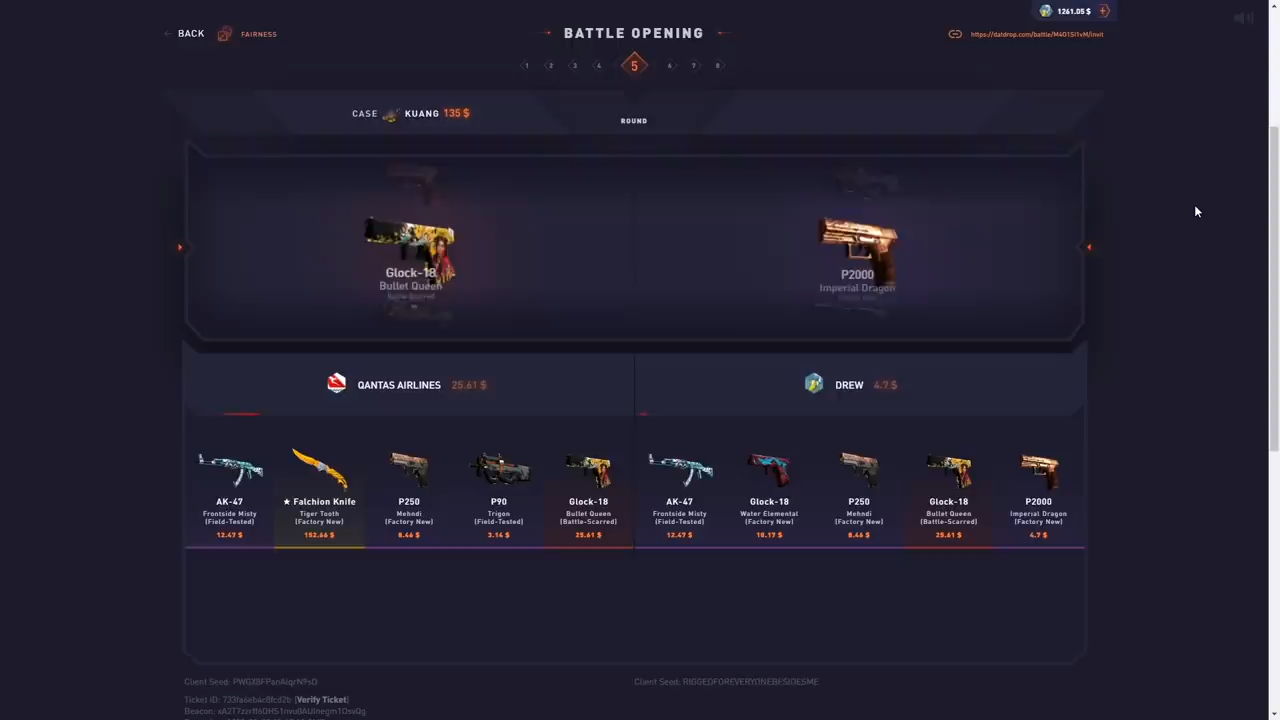 1261.05 $
BACK
FAIRNESS
BATTLE OPENING
https://datdrop.com/battle/M4O1SI1vM/invit
1 2 3 4 5 6 7 8
CASE KUANG 135 $
ROUND
Glock-18
Bullet Queen
Battle-Scarred
P2000
Imperial Dragon
QANTAS AIRLINES 25.61 $
DREW 4.7 $
AK-47
Frontside Misty
(Field-Tested)
12.47 $
★ Falchion Knife
Tiger Tooth
(Factory New)
152.66 $
P250
Mehndi
(Factory New)
8.46 $
P90
Trigon
(Field-Tested)
3.14 $
Glock-18
Bullet Queen
(Battle-Scarred)
25.61 $
AK-47
Frontside Misty
(Field-Tested)
12.47 $
Glock-18
Water Elemental
(Factory New)
10.17 $
P250
Mehndi
(Factory New)
8.46 $
Glock-18
Bullet Queen
(Battle-Scarred)
25.61 $
P2000
Imperial Dragon
(Factory New)
4.7 $
Client Seed:
Client Seed: RIGGEDFOREVERYONEBESIDESME
Ticket ID: 733fa6eb4c8fcd2b (Verify Ticket)
Beacon: